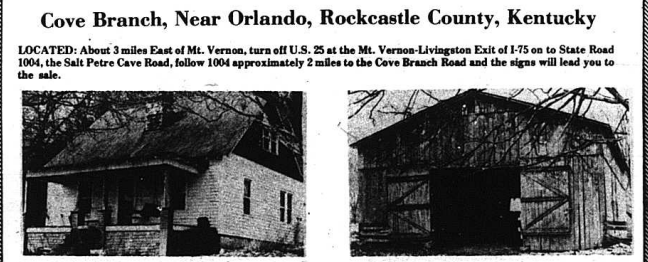 Cove Branch, Near Orlando, Rockcastle County, Kentucky
LOCATED: About 3 miles East of Mt. Vernon, turn off U.S. 25 at the Mt. Vernon-Livingston Exit of I-75 on to State Road
1004, the Salt Petre Cave Road, follow 1004 approximately 2 miles to the Cove Branch Road and the signs will lead you to
the sale.